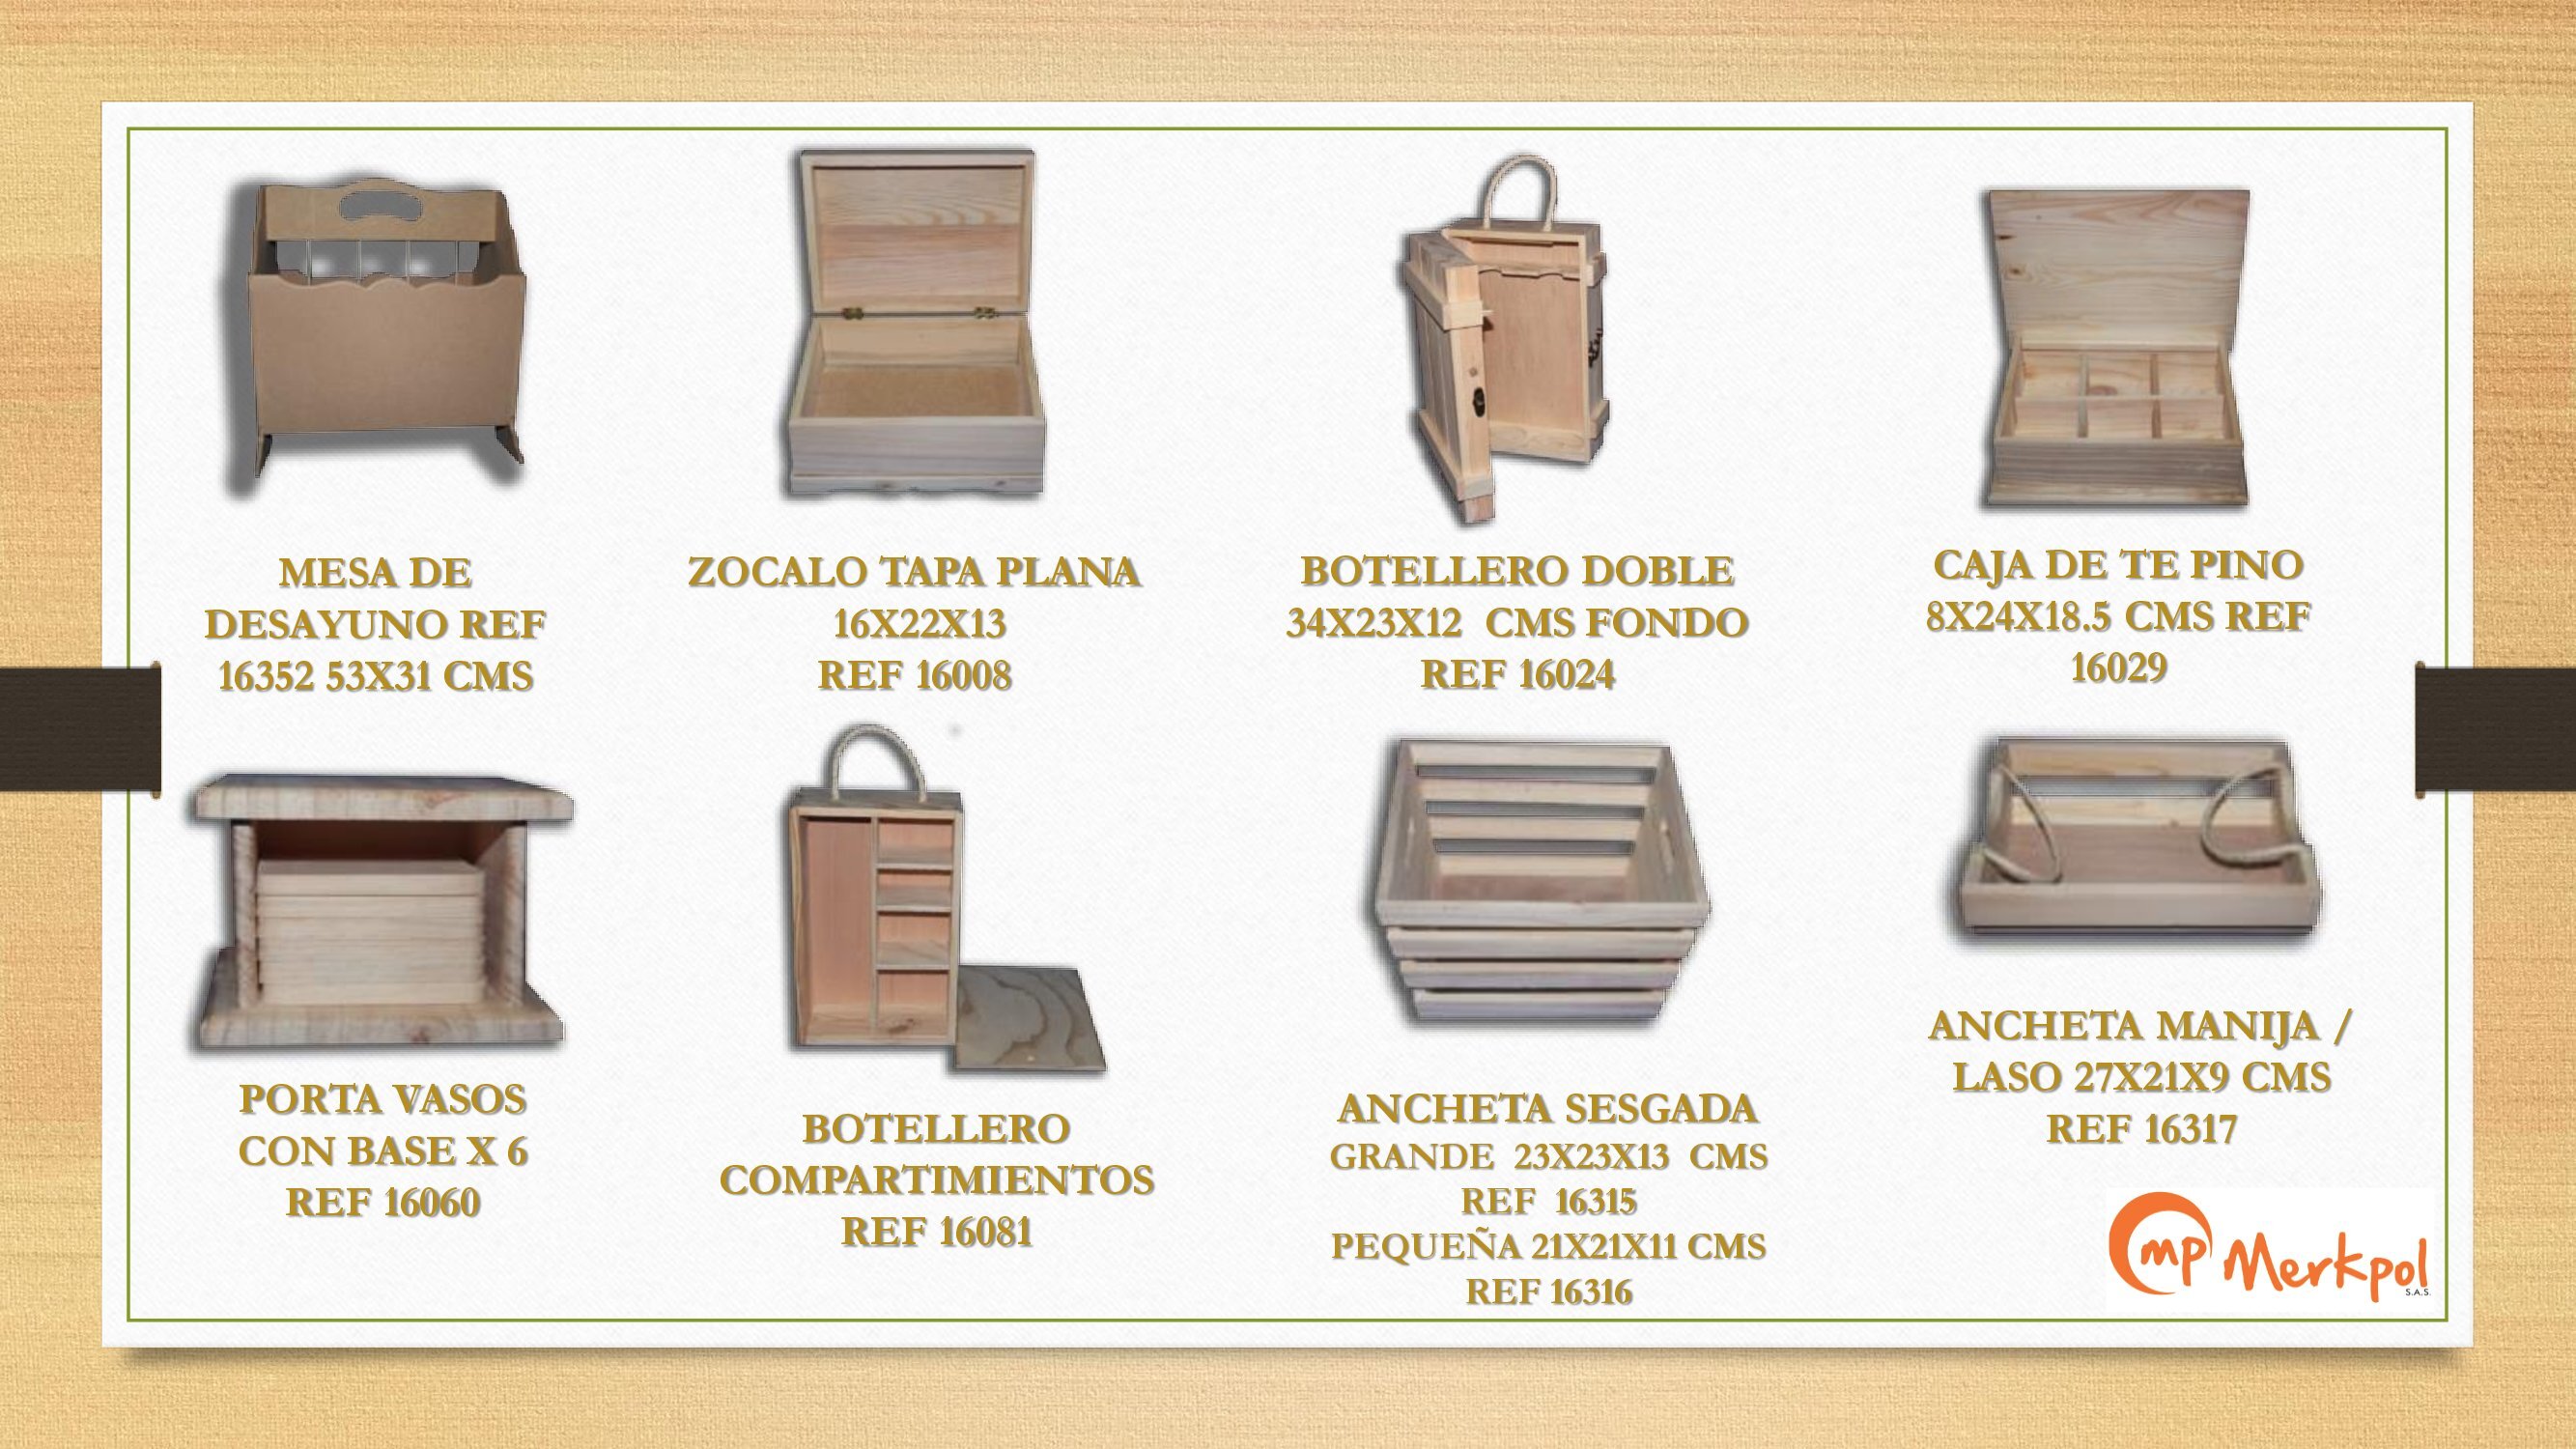 MESA DE
DESAYUNO REF
16352 53X31 CMS
ZOCALO TAPA PLANA
16X22X13
REF 16008
BOTELLERO DOBLE
34X23X12 CMS FONDO
REF 16024
CAJA DE TE PINO
8X24X18.5 CMS REF
16029
PORTA VASOS
CON BASE X 6
REF 16060
BOTELLERO
COMPARTIMIENTOS
REF 16081
ANCHETA SESGADA
GRANDE 23X23X13 CMS
REF 16315
PEQUEÑA 21X21X11 CMS
REF 16316
ANCHETA MANIJA /
LASO 27X21X9 CMS
REF 16317
mp Merkpol
S.A.S.